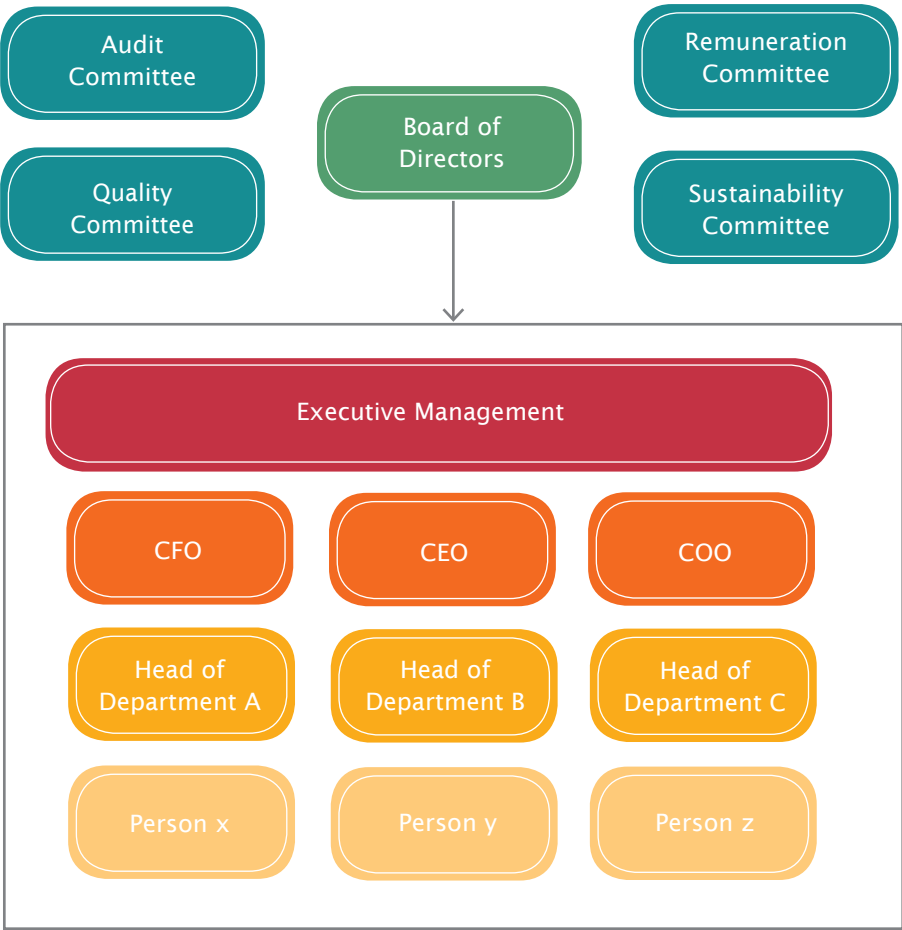 Audit
Committee
Remuneration
Committee
Board of
Directors
Quality
Committee
Sustainability
Committee
Executive Management
CFO
CEO
COO
Head of
Department A
Head of
Department B
Head of
Department C
Person x
Person y
Person z